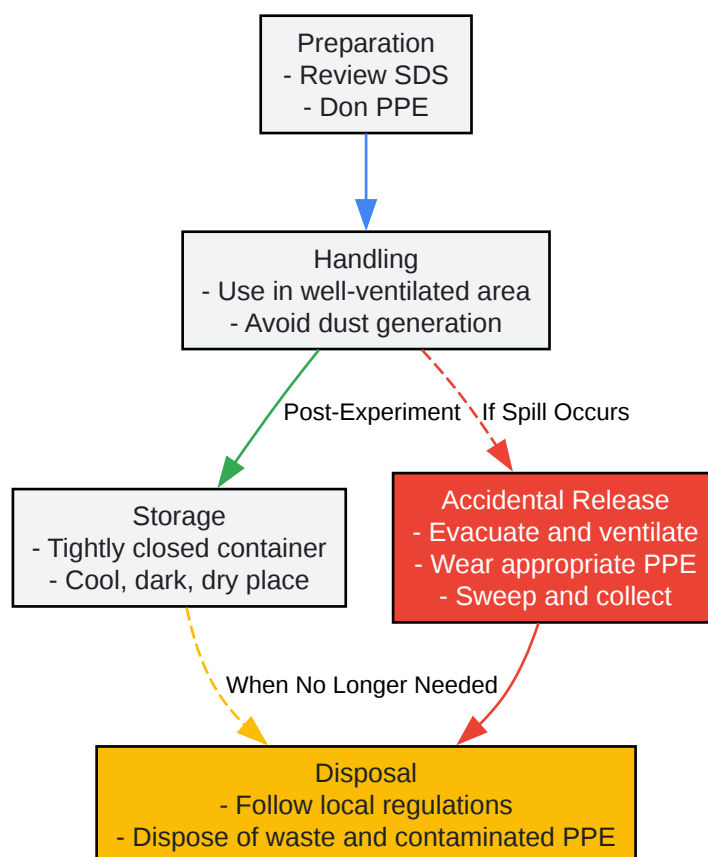 Preparation
- Review SDS
- Don PPE
Handling
- Use in well-ventilated area
- Avoid dust generation
Post-Experiment
If Spill Occurs
Storage
- Tightly closed container
- Cool, dark, dry place
Accidental Release
- Evacuate and ventilate
- Wear appropriate PPE
- Sweep and collect
When No Longer Needed
Disposal
- Follow local regulations
- Dispose of waste and contaminated PPE